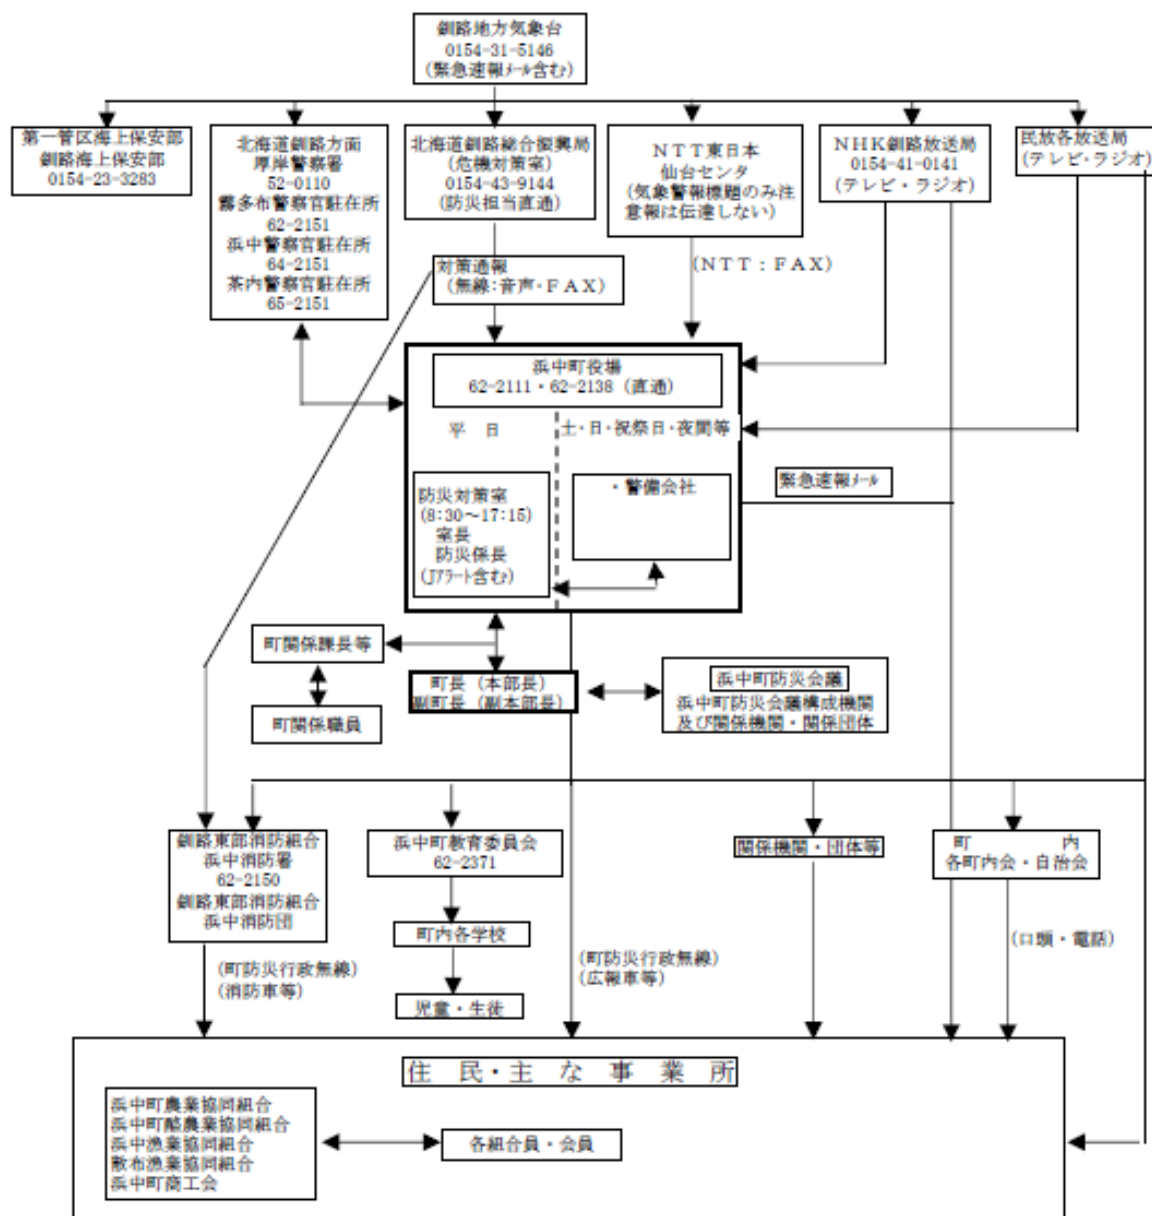 釧路地方気象台
0154-31-5146
(緊急速報ﾒｰﾙ含む)
第一管区海上保安部
釧路海上保安部
0154-23-3283
北海道釧路方面
厚岸警察署
52-0110
霧多布警察官駐在所
62-2151
浜中警察官駐在所
64-2151
茶内警察官駐在所
65-2151
北海道釧路総合振興局
(危機対策室)
0154-43-9144
(防災担当直通)
ＮＴＴ東日本
仙台センタ
(気象警報標題のみ注
意報は伝達しない)
ＮＨＫ釧路放送局
0154-41-0141
(テレビ・ラジオ)
民放各放送局
(テレビ・ラジオ)
対策通報
(無線:音声・ＦＡＸ)
(ＮＴＴ：ＦＡＸ)
浜中町役場
62-2111・62-2138 (直通)
平　日
土・日・祝祭日・夜間等
防災対策室
(8:30～17:15)
室長
防災係長
(Jｱﾗｰﾄ含む)
・警備会社
緊急速報ﾒｰﾙ
町関係課長等
町関係職員
町長（本部長）
副町長（副本部長）
浜中町防災会議
浜中町防災会議構成機関
及び関係機関・関係団体
釧路東部消防組合
浜中消防署
62-2150
釧路東部消防組合
浜中消防団
浜中町教育委員会
62-2371
関係機関・団体等
町　　　　内
各町内会・自治会
町内各学校
児童・生徒
(町防災行政無線)
(消防車等)
(町防災行政無線)
(広報車等)
(口頭・電話)
住　民・主　な　事　業　所
浜中町農業協同組合
浜中町酪農業協同組合
浜中漁業協同組合
散布漁業協同組合
浜中町商工会
各組合員・会員